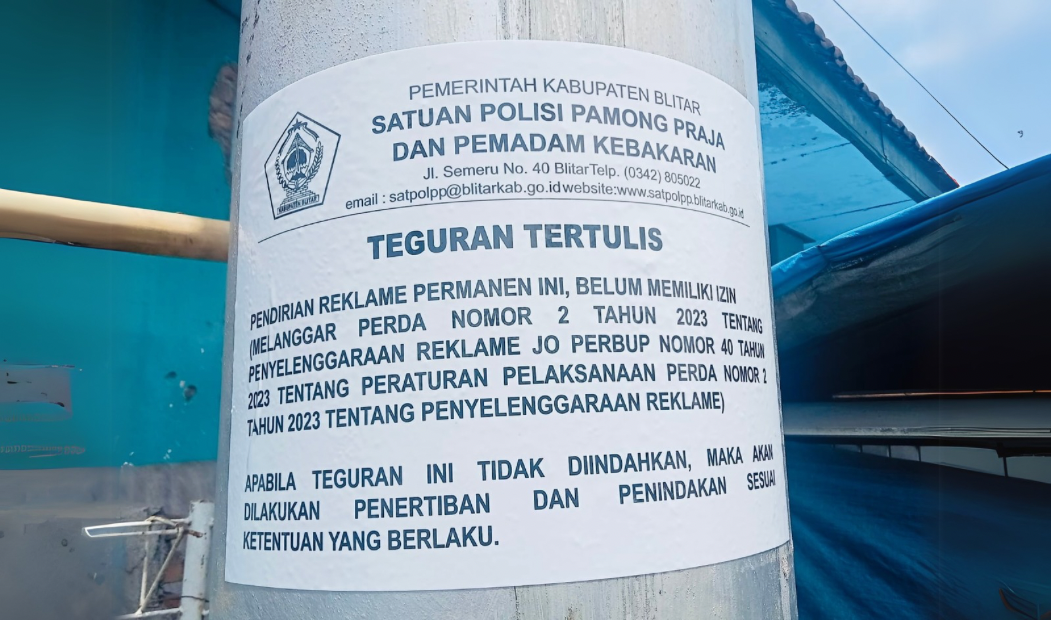 PEMERINTAH KABUPATEN BLITAR
SATUAN POLISI PAMONG PRAJA
DAN PEMADAM KEBAKARAN
Jl. Semeru No. 40 BlitarTelp. (0342) 805022
email : satpolpp@blitarkab.go.id website:www.satpolpp.blitarkab.go.id
KABUPATEN BLITAR
TEGURAN TERTULIS
PENDIRIAN REKLAME PERMANEN INI, BELUM MEMILIKI IZIN
(MELANGGAR PERDA NOMOR 2 TAHUN 2023 TENTANG
PENYELENGGARAAN REKLAME JO PERBUP NOMOR 40 TAHUN
2023 TENTANG PERATURAN PELAKSANAAN PERDA NOMOR 2
TAHUN 2023 TENTANG PENYELENGGARAAN REKLAME)
APABILA TEGURAN INI TIDAK DIINDAHKAN, MAKA AKAN
DILAKUKAN PENERTIBAN DAN PENINDAKAN SESUAI
KETENTUAN YANG BERLAKU.